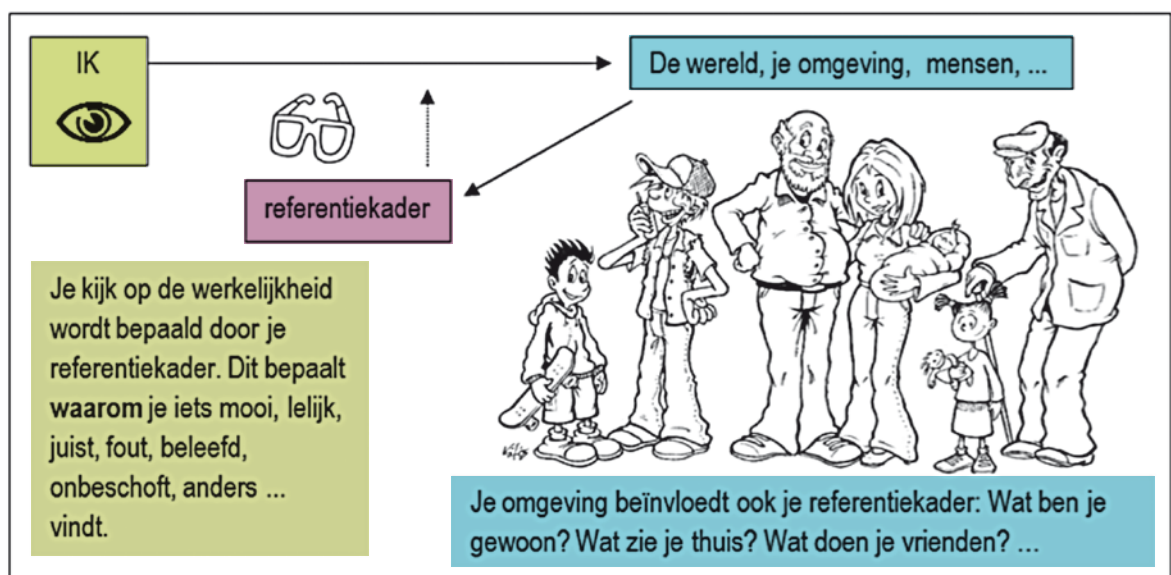 IK
De wereld, je omgeving, mensen, ...
referentiekader
Je kijk op de werkelijkheid
wordt bepaald door je
referentiekader. Dit bepaalt
waarom je iets mooi, lelijk,
juist, fout, beleefd,
onbeschoft, anders ...
vindt.
Je omgeving beïnvloedt ook je referentiekader: Wat ben je
gewoon? Wat zie je thuis? Wat doen je vrienden? ...